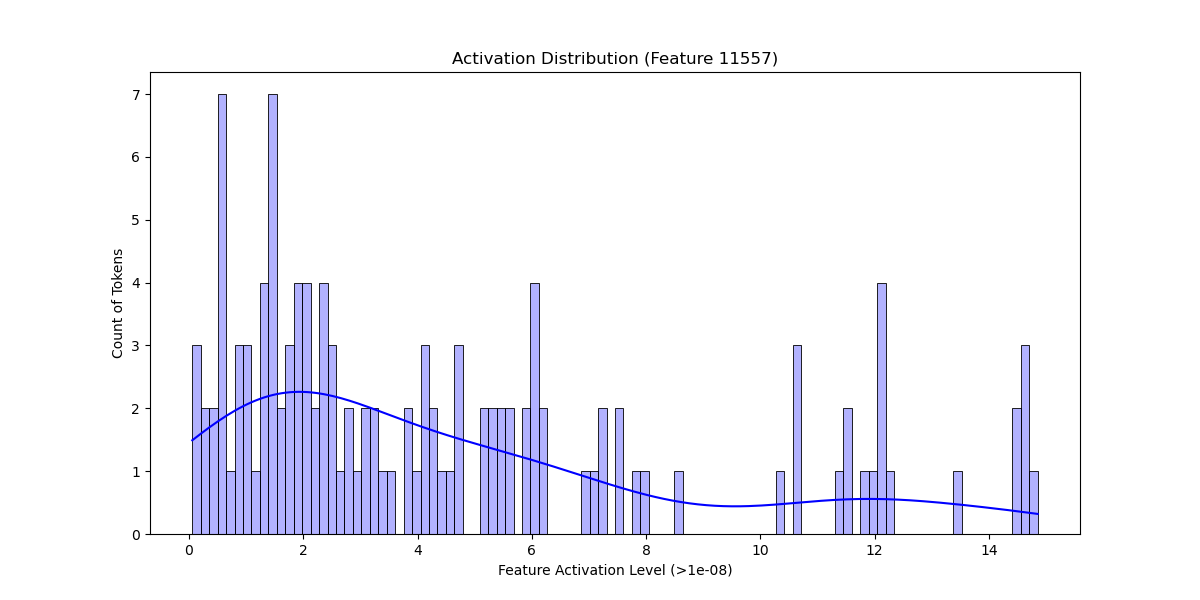 Activation Distribution (Feature 11557)
Count of Tokens
7
6
5
4
3
2
1
0
0 2 4 6 8 10 12 14
Feature Activation Level (>1e-08)